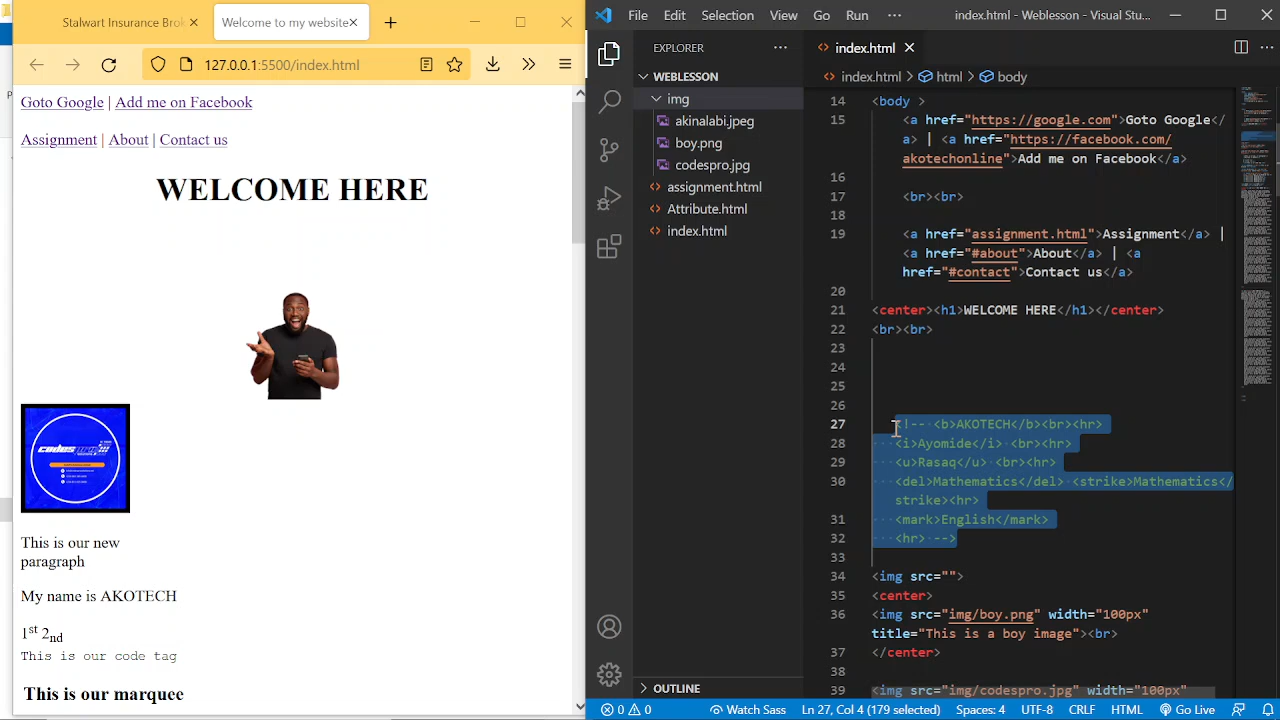 Stalwart Insurance Brok
Welcome to my website
127.0.0.1:5500/index.html
Goto Google | Add me on Facebook
Assignment | About | Contact us
WELCOME HERE
codespro
This is our new
paragraph
My name is AKOTECH
1st 2nd
This is our code tag
This is our marquee
File Edit Selection View Go Run ··· index.html - Weblesson - Visual Stu...
EXPLORER
WEBLESSON
img
akinalabi.jpeg
boy.png
codespro.jpg
assignment.html
Attribute.html
index.html
OUTLINE
index.html
index.html > html > body
14 <body >
15 <a href="https://google.com">Goto Google</
a> | <a href="https://facebook.com/
akotechonline">Add me on Facebook</a>
16
17 <br><br>
18
19 <a href="assignment.html">Assignment</a> |
<a href="#about">About</a> | <a
href="#contact">Contact us</a>
20
21 <center><h1>WELCOME HERE</h1></center>
22 <br><br>
23
24
25
26
27 <!-- <b>AKOTECH</b><br><hr>
28 <i>Ayomide</i> <br><hr>
29 <u>Rasaq</u> <br><hr>
30 <del>Mathematics</del> <strike>Mathematics</
strike><hr>
31 <mark>English</mark>
32 <hr> -->
33
34 <img src="">
35 <center>
36 <img src="img/boy.png" width="100px"
title="This is a boy image"><br>
37 </center>
38
39 <img src="img/codespro.jpg" width="100px"
0 0 Watch Sass Ln 27, Col 4 (179 selected) Spaces: 4 UTF-8 CRLF HTML Go Live